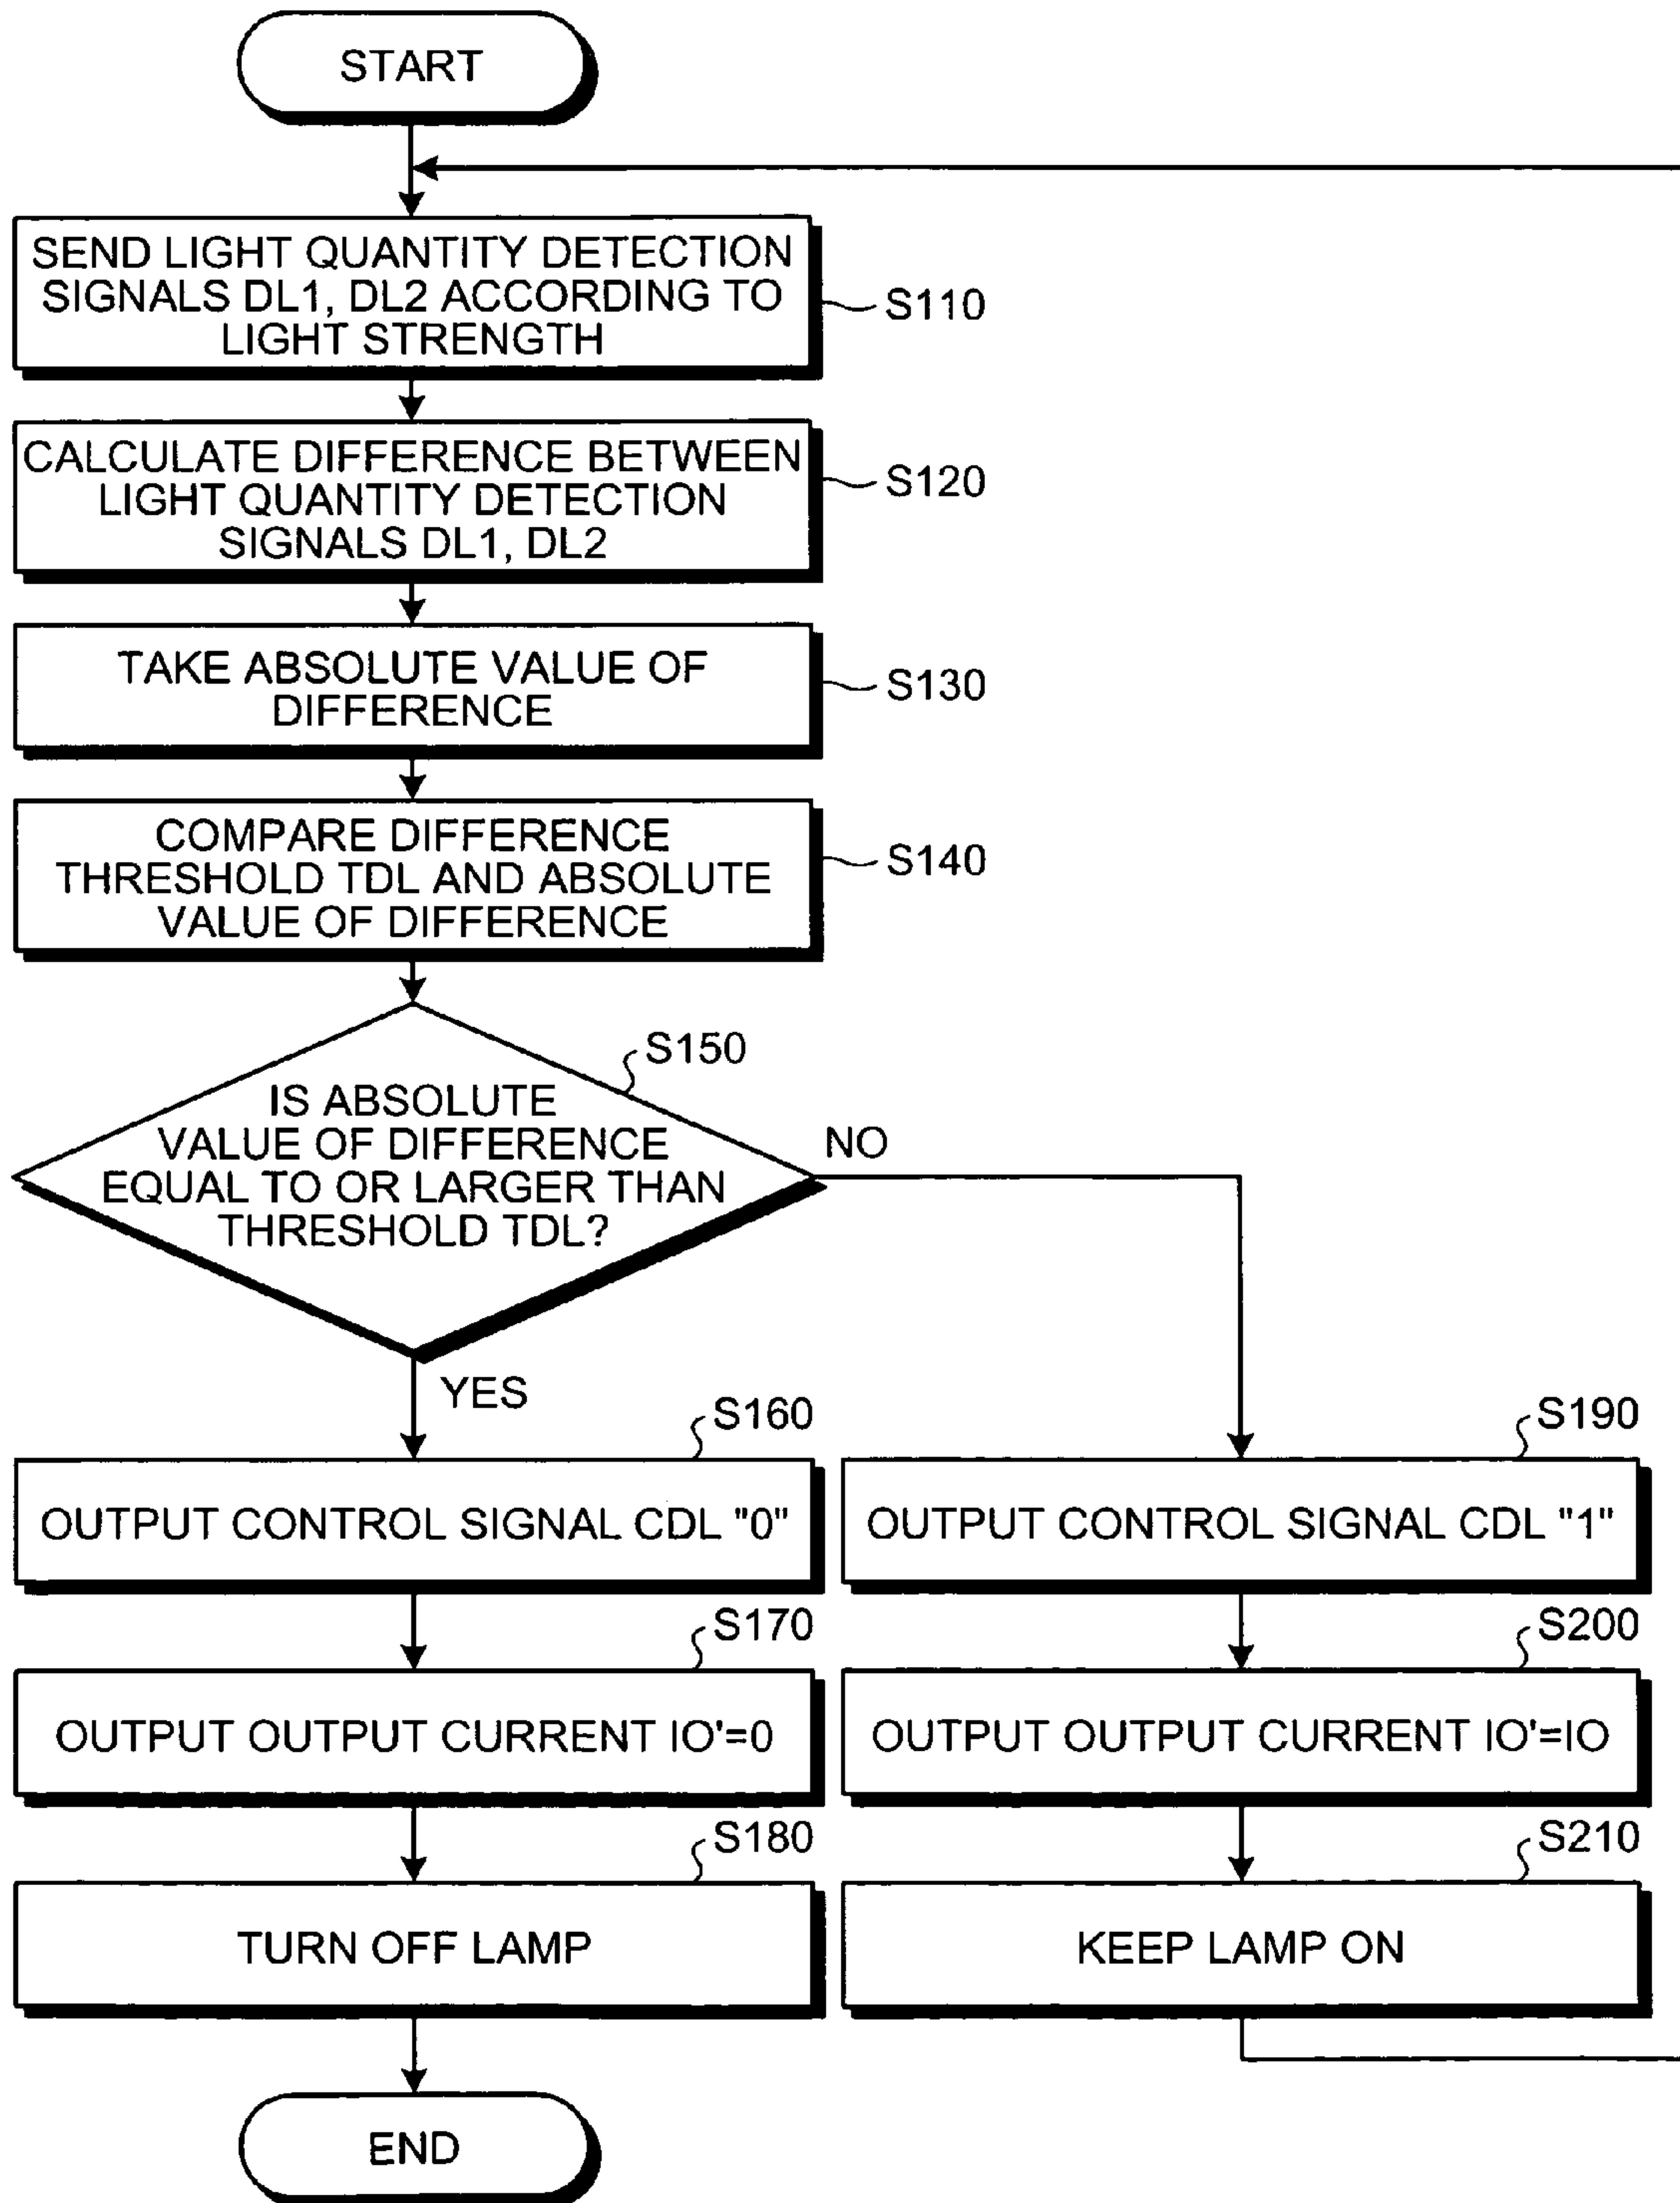 START
SEND LIGHT QUANTITY DETECTION
SIGNALS DL1, DL2 ACCORDING TO
LIGHT STRENGTH
S110
CALCULATE DIFFERENCE BETWEEN
LIGHT QUANTITY DETECTION
SIGNALS DL1, DL2
S120
TAKE ABSOLUTE VALUE OF
DIFFERENCE
S130
COMPARE DIFFERENCE
THRESHOLD TDL AND ABSOLUTE
VALUE OF DIFFERENCE
S140
S150
IS ABSOLUTE
VALUE OF DIFFERENCE
EQUAL TO OR LARGER THAN
THRESHOLD TDL?
NO
YES
S160
OUTPUT CONTROL SIGNAL CDL "0"
S190
OUTPUT CONTROL SIGNAL CDL "1"
S170
OUTPUT OUTPUT CURRENT IO'=0
S200
OUTPUT OUTPUT CURRENT IO'=IO
S180
TURN OFF LAMP
S210
KEEP LAMP ON
END